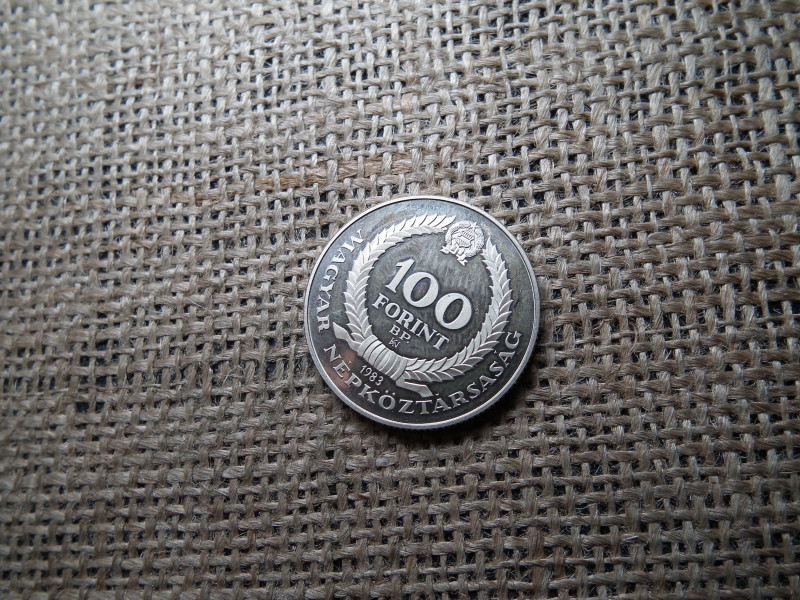 MAGYAR NÉPKÖZTÁRSASÁG
100
FORINT
BP.
1983